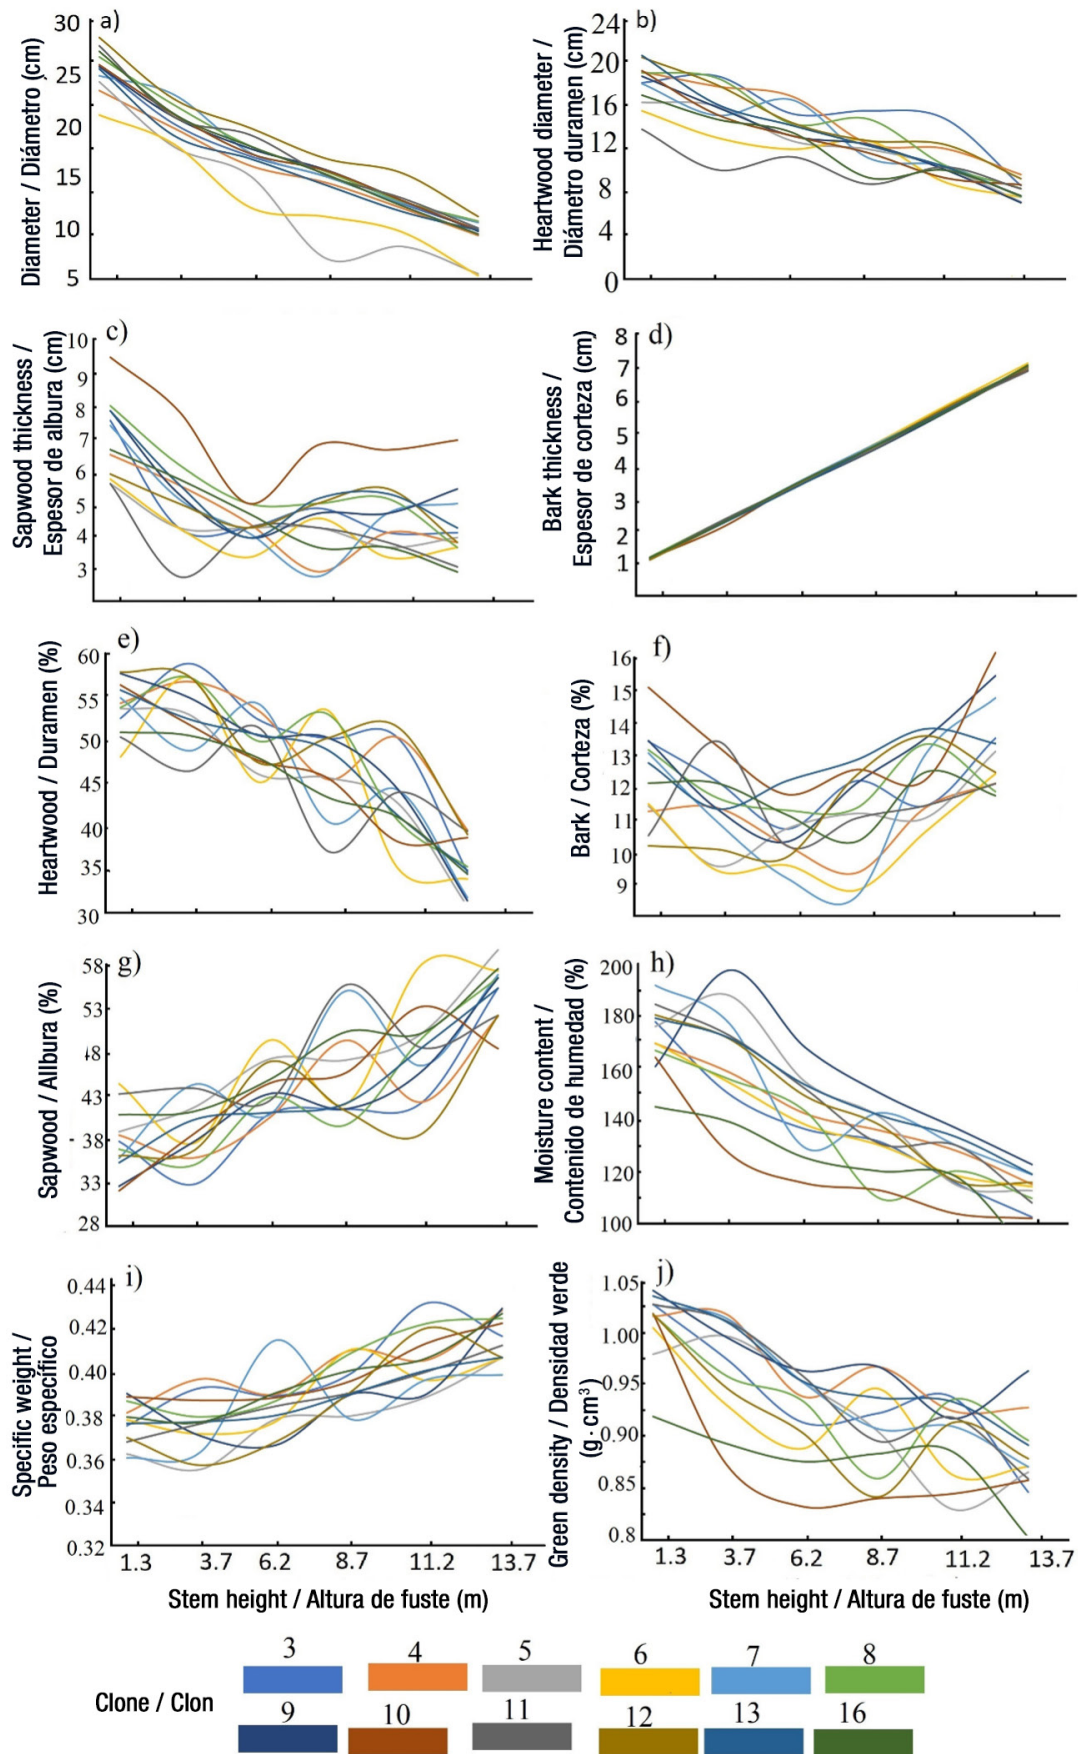 a)
Diameter / Diámetro (cm)
30
25
20
15
10
5
b)
Heartwood diameter /
Diámetro duramen (cm)
24
20
16
12
8
4
0
c)
Sapwood thickness /
Espesor de albura (cm)
10
9
8
7
6
5
4
3
d)
Bark thickness /
Espesor de corteza (cm)
8
7
6
5
4
3
2
1
e)
Heartwood / Duramen (%)
60
55
50
45
40
35
30
f)
Bark / Corteza (%)
16
15
14
13
12
11
10
9
g)
Sapwood / Allbura (%)
58
53
48
43
38
33
28
h)
Moisture content /
Contenido de humedad (%)
200
180
160
140
120
100
i)
Specific weight /
Peso específico
0.44
0.42
0.40
0.38
0.36
0.34
0.32
1.3 3.7 6.2 8.7 11.2 13.7
Stem height / Altura de fuste (m)
j)
Green density / Densidad verde
(g·cm³)
1.05
1.00
0.95
0.90
0.85
0.8
1.3 3.7 6.2 8.7 11.2 13.7
Stem height / Altura de fuste (m)
Clone / Clon
3 4 5 6 7 8
9 10 11 12 13 16